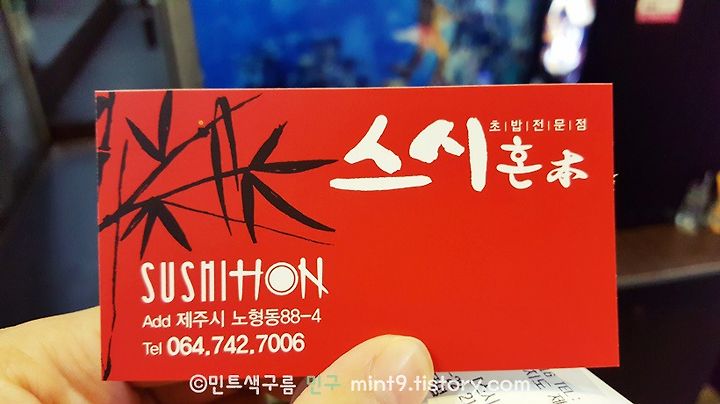 초|밥|전|문|점
스시혼本
SUSHIHON
Add 제주시 노형동88-4
Tel 064.742.7006
©민트색구름 민구 mint9.tistory.com